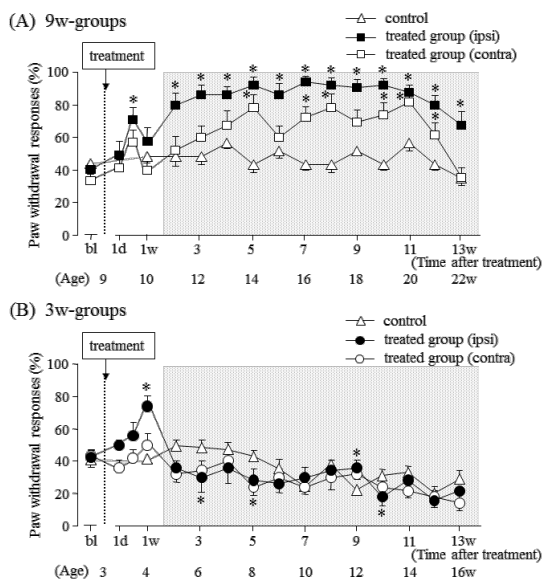 (A) 9w-groups
control
treated group (ipsi)
treated group (contra)
treatment
Paw withdrawal responses (%)
100
80
60
40
20
0
* * * * * * * * * * * * * * * * * * *
bl 1d 1w 3 5 7 9 11 13w
(Time after treatment)
(Age) 9 10 12 14 16 18 20 22w
(B) 3w-groups
control
treated group (ipsi)
treated group (contra)
treatment
Paw withdrawal responses (%)
100
80
60
40
20
0
* * * * *
bl 1d 1w 3 5 7 9 11 13w
(Time after treatment)
(Age) 3 4 6 8 10 12 14 16w